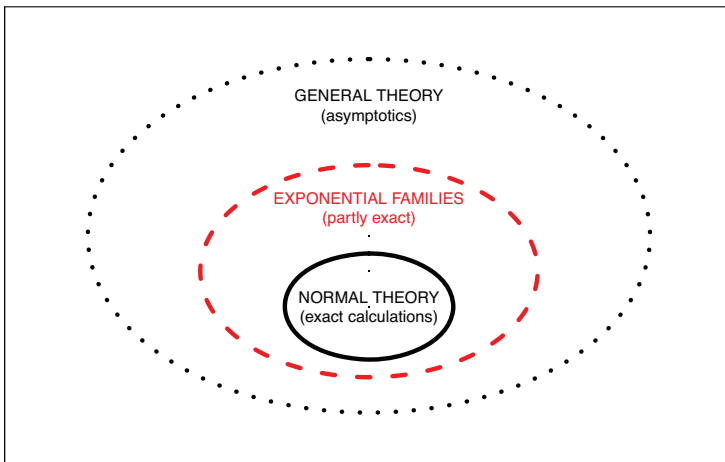 GENERAL THEORY
(asymptotics)
EXPONENTIAL FAMILIES
(partly exact)
NORMAL THEORY
(exact calculations)